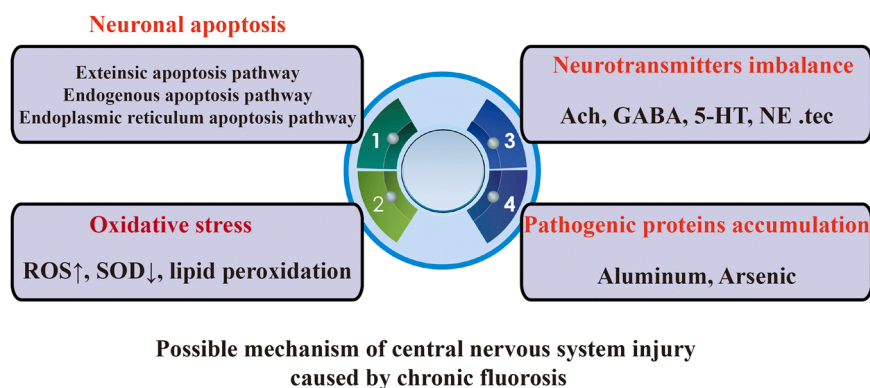 Neuronal apoptosis
Exteinsic apoptosis pathway
Endogenous apoptosis pathway
Endoplasmic reticulum apoptosis pathway
1
2
Oxidative stress
ROS↑, SOD↓, lipid peroxidation
3
4
Neurotransmitters imbalance
Ach, GABA, 5-HT, NE .tec
Pathogenic proteins accumulation
Aluminum, Arsenic
Possible mechanism of central nervous system injury
caused by chronic fluorosis